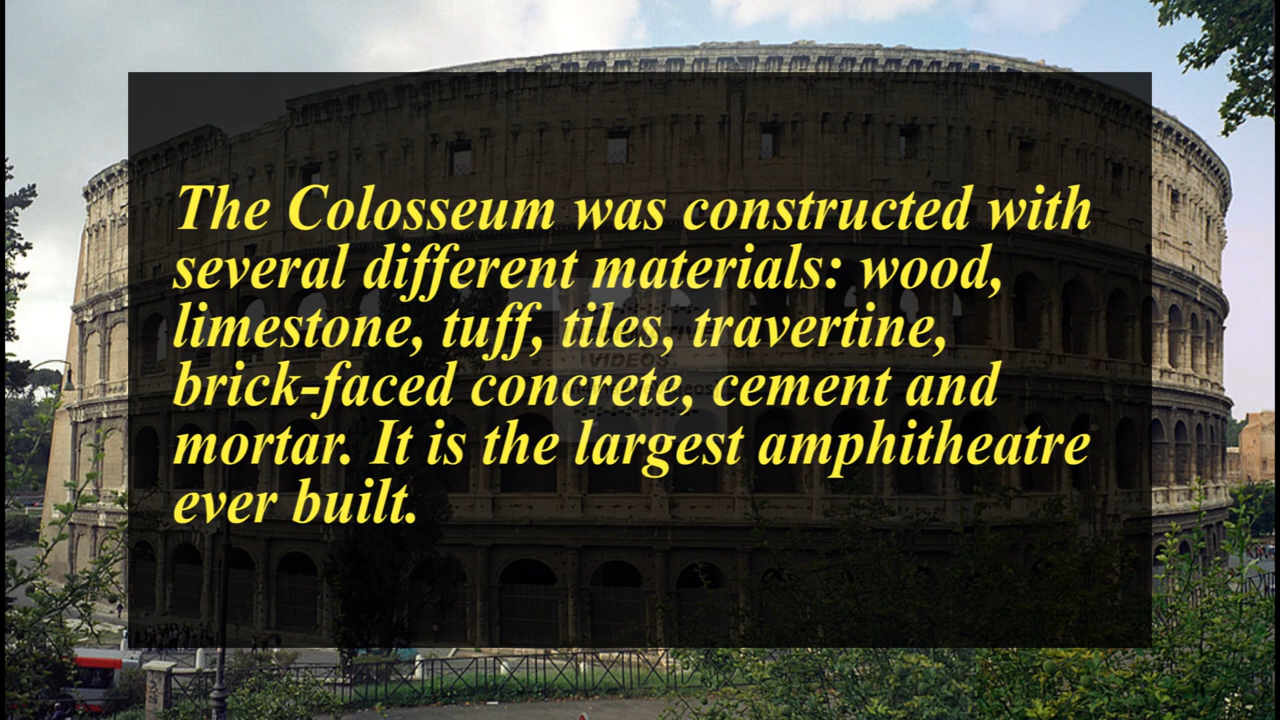 The Colosseum was constructed with
several different materials: wood,
limestone, tuff, tiles, travertine,
brick-faced concrete, cement and
mortar. It is the largest amphitheatre
ever built.
VIDEOS